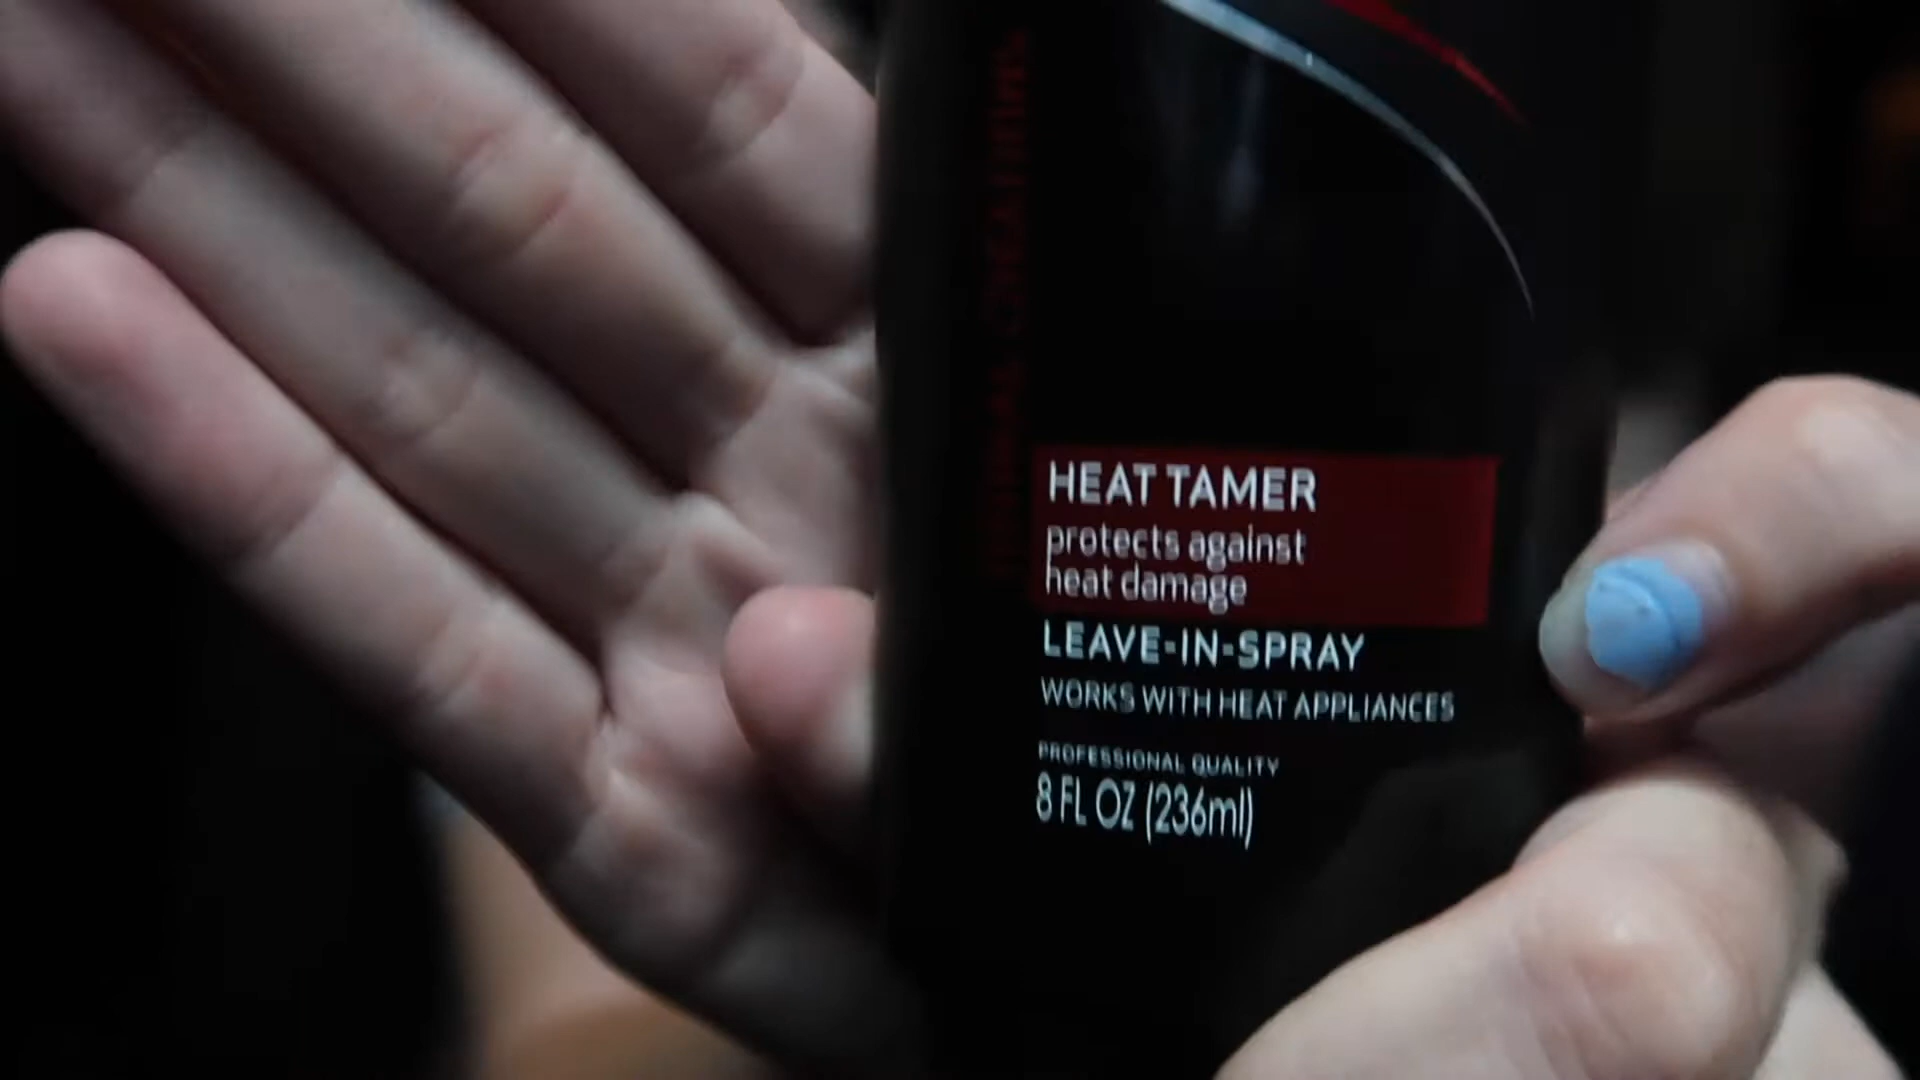 HEAT TAMER
protects against
heat damage
LEAVE-IN-SPRAY
WORKS WITH HEAT APPLIANCES
PROFESSIONAL QUALITY
8 FL OZ (236ml)